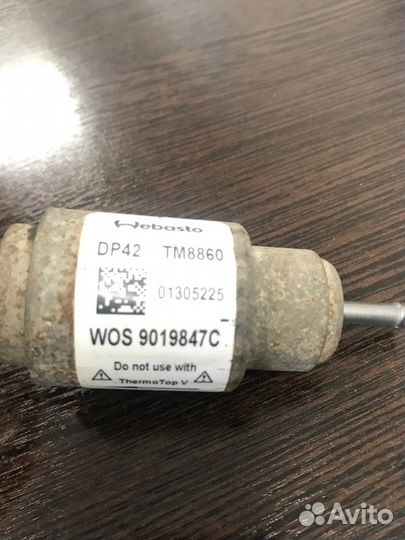 Webasto
DP42 TM8860
01305225
WOS 9019847C
Do not use with
ThermoTop V
Avito